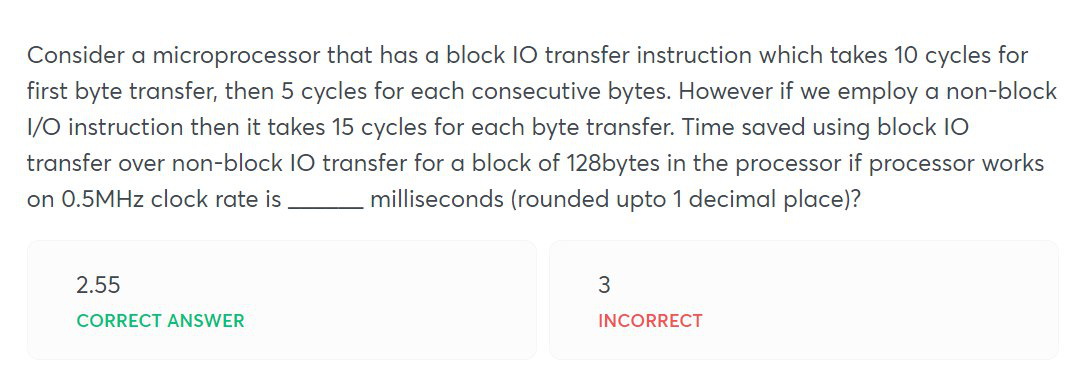 Consider a microprocessor that has a block IO transfer instruction which takes 10 cycles for
first byte transfer, then 5 cycles for each consecutive bytes. However if we employ a non-block
I/O instruction then it takes 15 cycles for each byte transfer. Time saved using block IO
transfer over non-block IO transfer for a block of 128bytes in the processor if processor works
on 0.5MHz clock rate is ______ milliseconds (rounded upto 1 decimal place)?
2.55
CORRECT ANSWER
3
INCORRECT